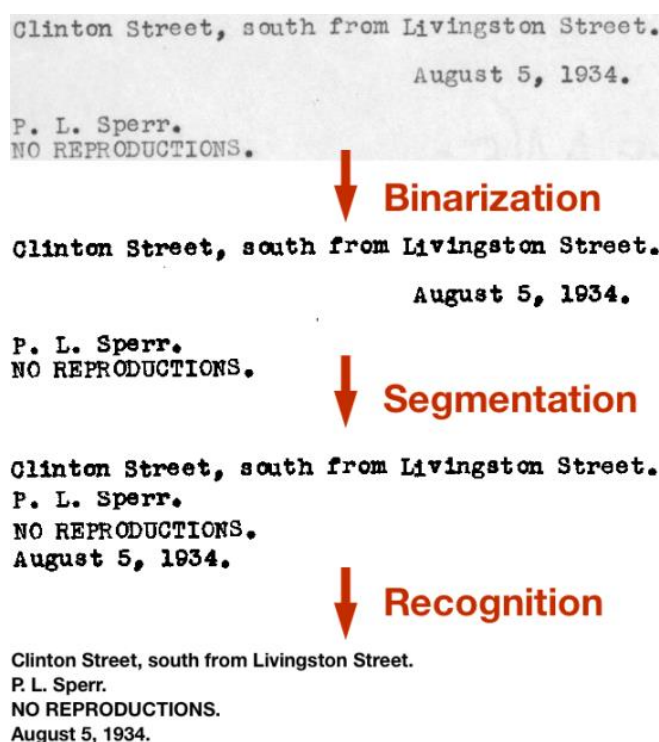 Clinton Street, south from Livingston Street.
August 5, 1934.
P. L. Sperr.
NO REPRODUCTIONS.
Binarization
Clinton Street, south from Livingston Street.
August 5, 1934.
P. L. Sperr.
NO REPRODUCTIONS.
Segmentation
Clinton Street, south from Livingston Street.
P. L. Sperr.
NO REPRODUCTIONS.
August 5, 1934.
Recognition
Clinton Street, south from Livingston Street.
P. L. Sperr.
NO REPRODUCTIONS.
August 5, 1934.